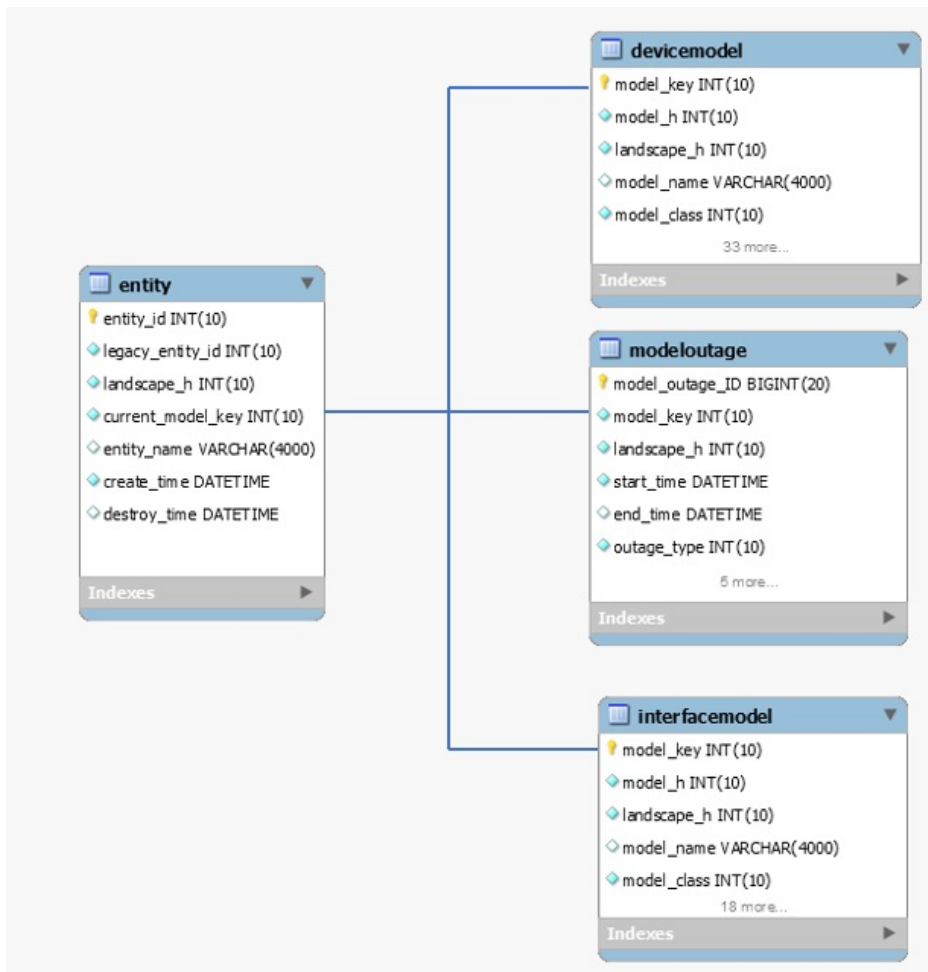 devicemodel
model_key INT(10)
model_h INT(10)
landscape_h INT(10)
model_name VARCHAR(4000)
model_class INT(10)
33 more...
Indexes
entity
entity_id INT(10)
legacy_entity_id INT(10)
landscape_h INT(10)
current_model_key INT(10)
entity_name VARCHAR(4000)
create_time DATETIME
destroy_time DATETIME
Indexes
modeloutage
model_outage_ID BIGINT(20)
model_key INT(10)
landscape_h INT(10)
start_time DATETIME
end_time DATETIME
outage_type INT(10)
5 more...
Indexes
interfacemodel
model_key INT(10)
model_h INT(10)
landscape_h INT(10)
model_name VARCHAR(4000)
model_class INT(10)
18 more...
Indexes